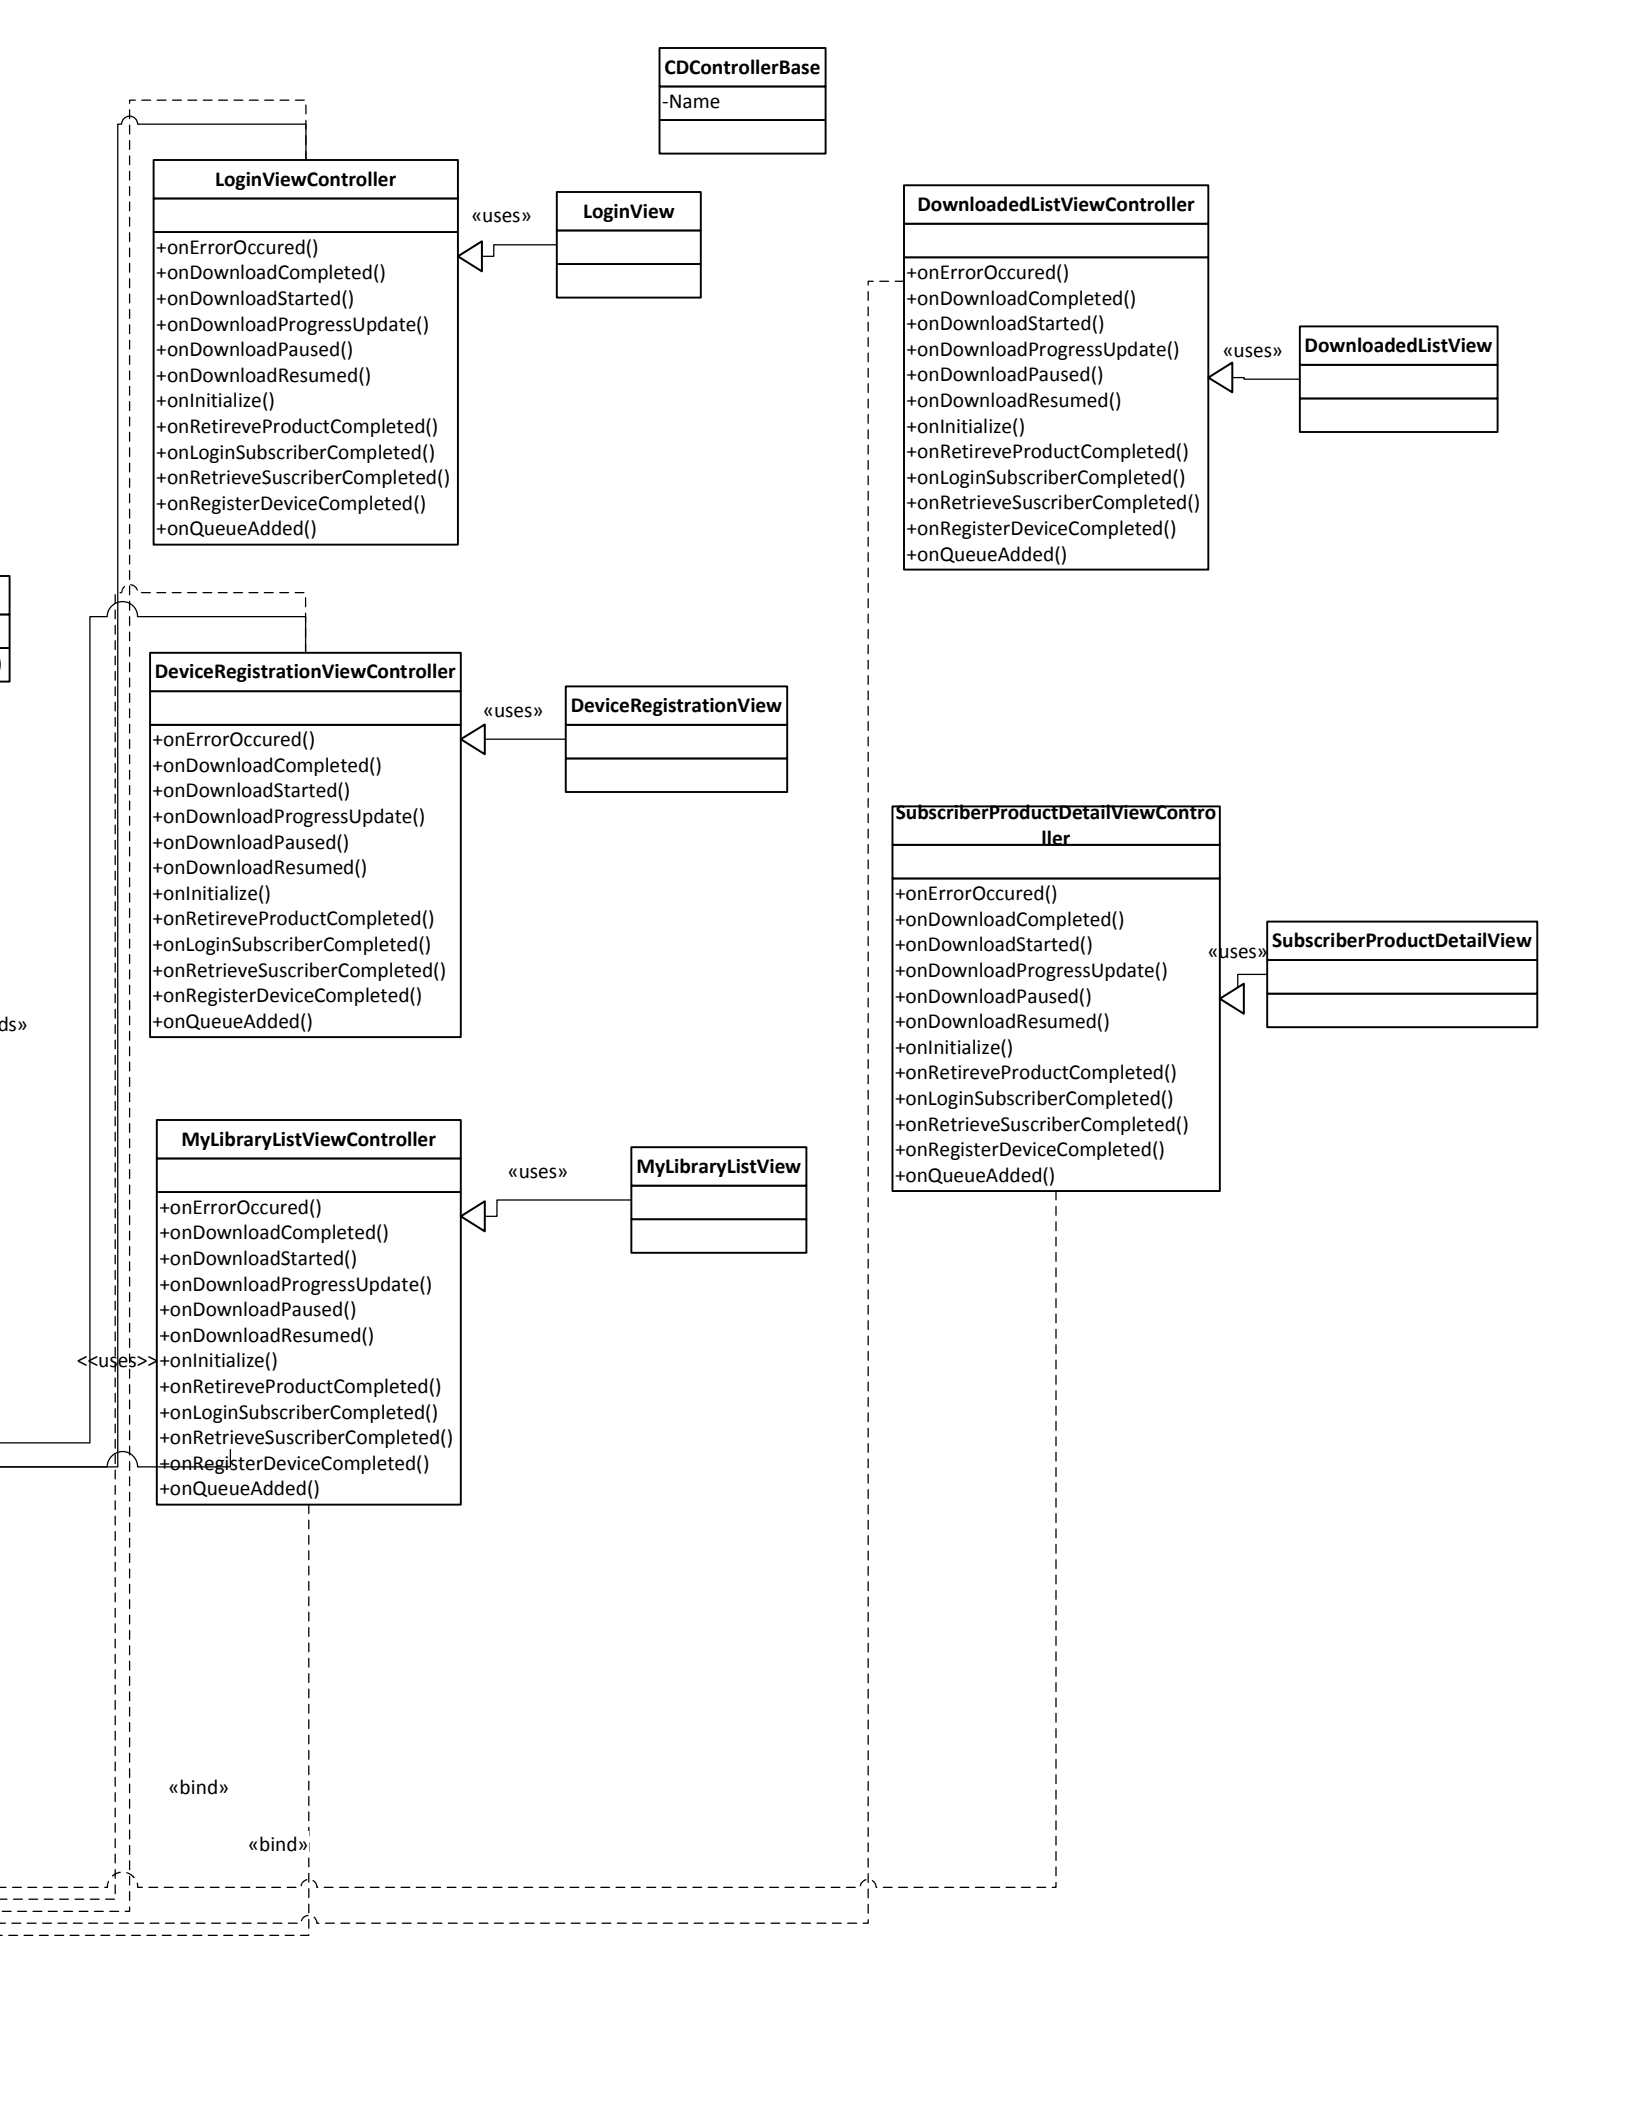 CDControllerBase
-Name
LoginViewController
+onErrorOccured()
+onDownloadCompleted()
+onDownloadStarted()
+onDownloadProgressUpdate()
+onDownloadPaused()
+onDownloadResumed()
+onInitialize()
+onRetireveProductCompleted()
+onLoginSubscriberCompleted()
+onRetrieveSuscriberCompleted()
+onRegisterDeviceCompleted()
+onQueueAdded()
«uses»
LoginView
DownloadedListViewController
+onErrorOccured()
+onDownloadCompleted()
+onDownloadStarted()
+onDownloadProgressUpdate()
+onDownloadPaused()
+onDownloadResumed()
+onInitialize()
+onRetireveProductCompleted()
+onLoginSubscriberCompleted()
+onRetrieveSuscriberCompleted()
+onRegisterDeviceCompleted()
+onQueueAdded()
«uses»
DownloadedListView
)
DeviceRegistrationViewController
+onErrorOccured()
+onDownloadCompleted()
+onDownloadStarted()
+onDownloadProgressUpdate()
+onDownloadPaused()
+onDownloadResumed()
+onInitialize()
+onRetireveProductCompleted()
+onLoginSubscriberCompleted()
+onRetrieveSuscriberCompleted()
+onRegisterDeviceCompleted()
+onQueueAdded()
«uses»
DeviceRegistrationView
SubscriberProductDetailViewContro
ller
+onErrorOccured()
+onDownloadCompleted()
+onDownloadStarted()
+onDownloadProgressUpdate()
+onDownloadPaused()
+onDownloadResumed()
+onInitialize()
+onRetireveProductCompleted()
+onLoginSubscriberCompleted()
+onRetrieveSuscriberCompleted()
+onRegisterDeviceCompleted()
+onQueueAdded()
«uses»
SubscriberProductDetailView
ds»
MyLibraryListViewController
+onErrorOccured()
+onDownloadCompleted()
+onDownloadStarted()
+onDownloadProgressUpdate()
+onDownloadPaused()
+onDownloadResumed()
+onInitialize()
+onRetireveProductCompleted()
+onLoginSubscriberCompleted()
+onRetrieveSuscriberCompleted()
+onRegisterDeviceCompleted()
+onQueueAdded()
«uses»
MyLibraryListView
<<uses>>
«bind»
«bind»